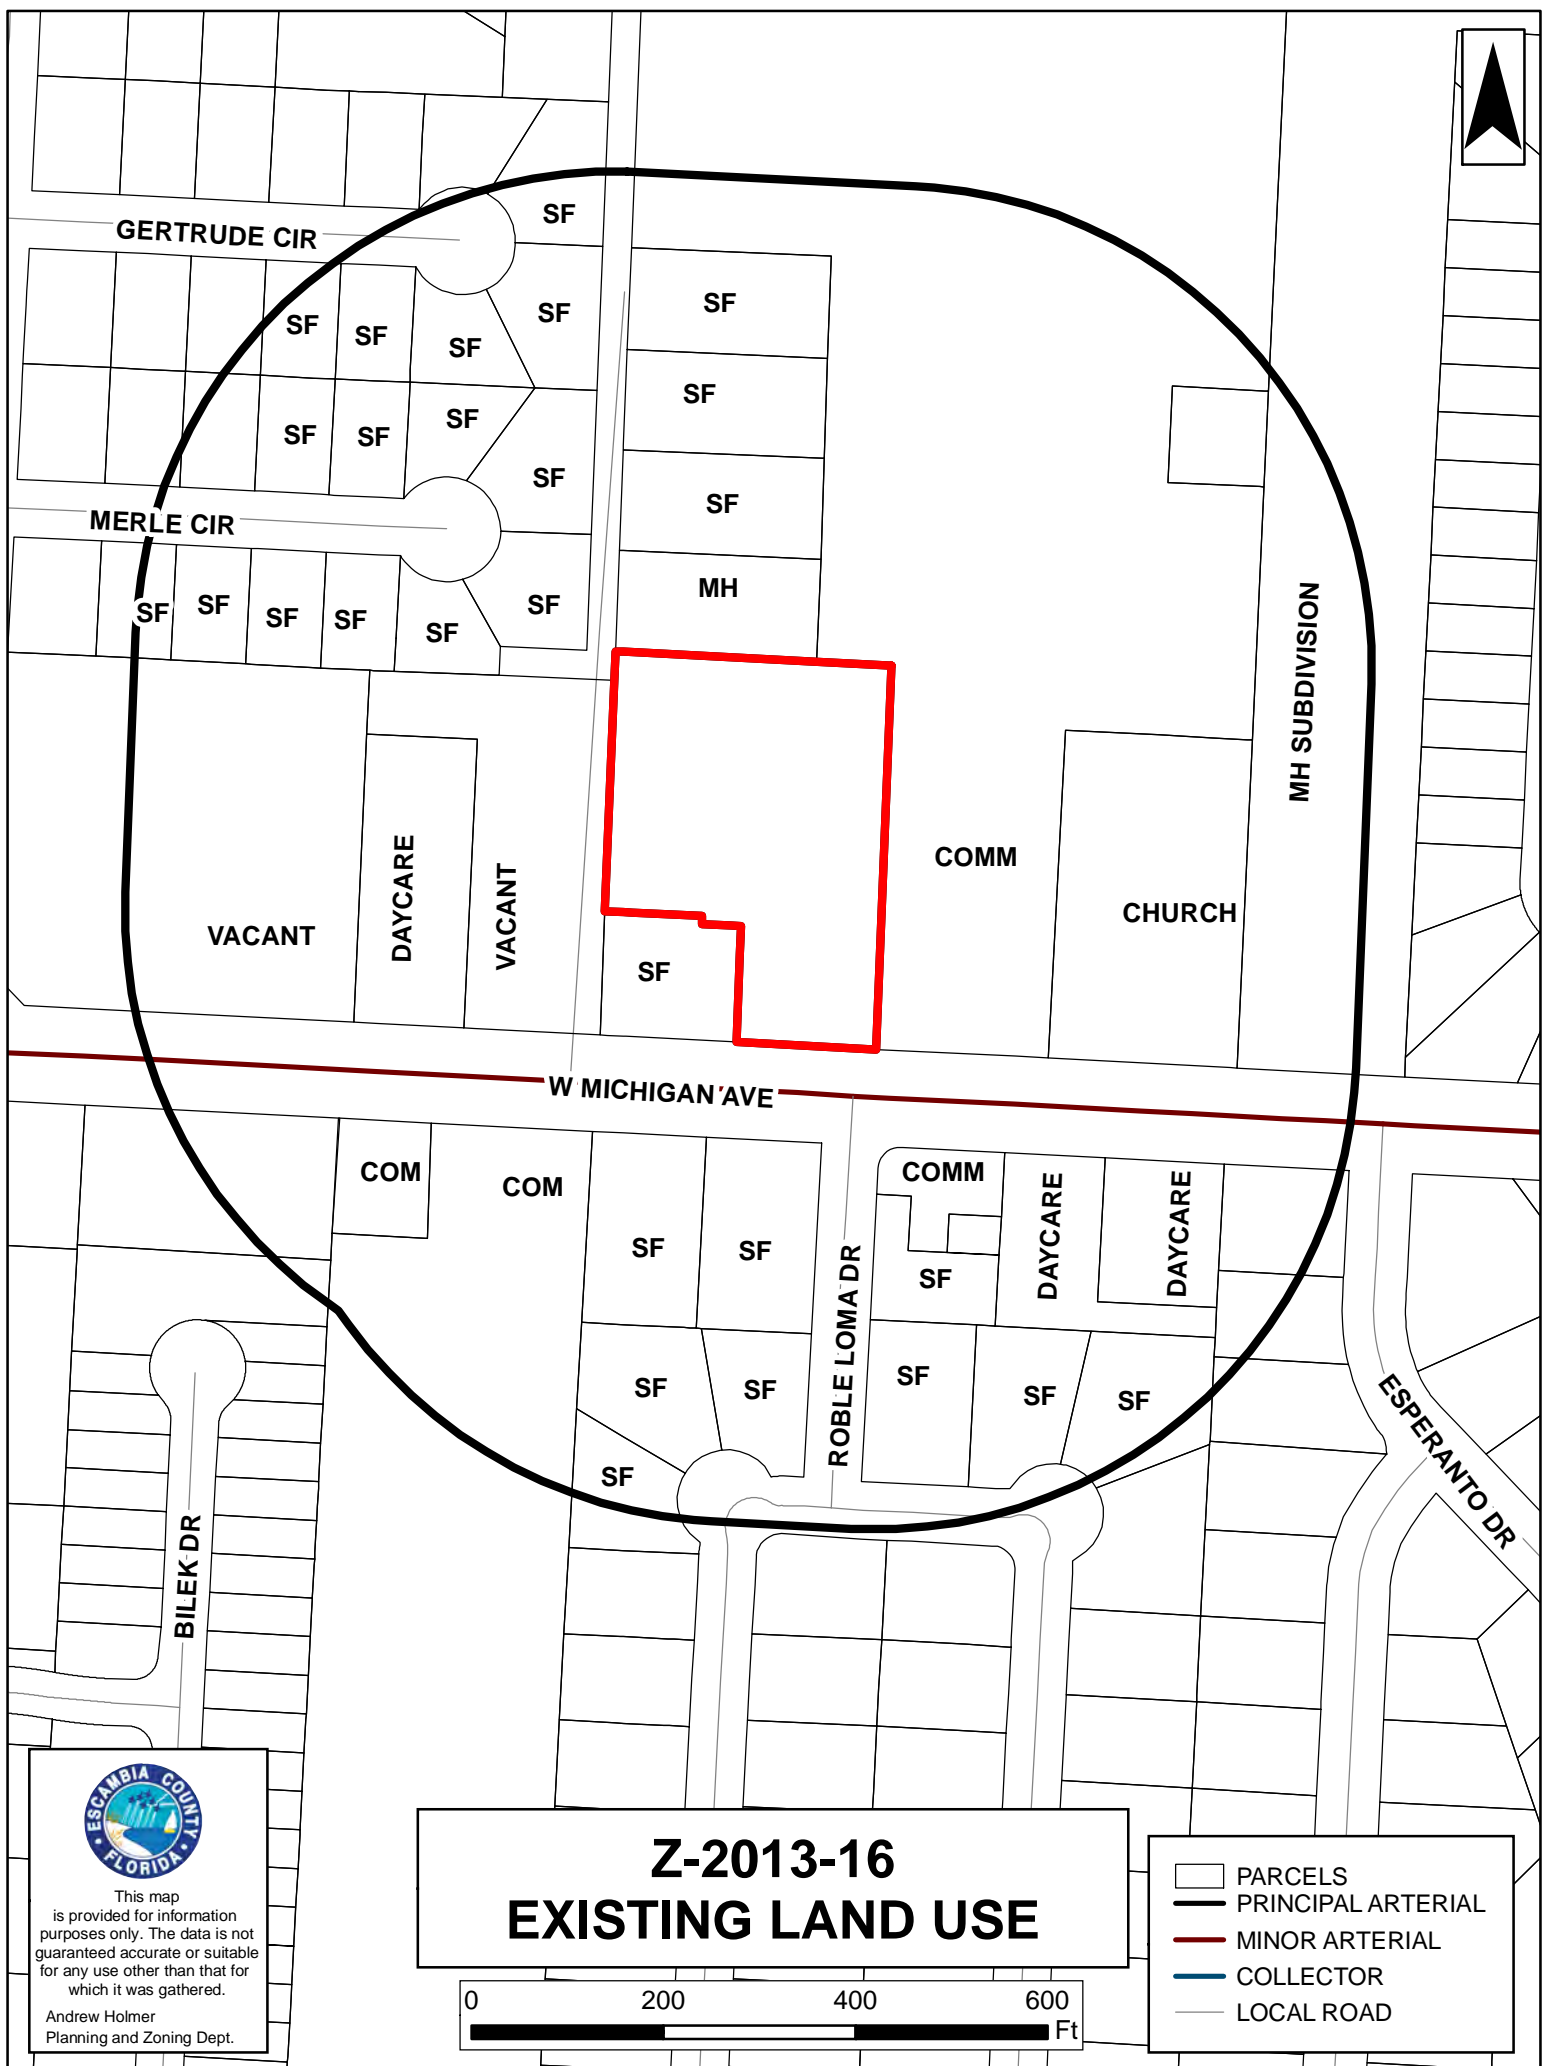 SF
GERTRUDE CIR
SF
SF
SF
SF
SF
SF
SF
SF
SF
SF
SF
SF
MERLE CIR
MH
SF
SF
SF
SF
SF
SF
MH SUBDIVISION
DAYCARE
VACANT
COMM
CHURCH
VACANT
SF
W MICHIGAN AVE
COM
COM
COMM
DAYCARE
DAYCARE
SF
SF
SF
ROBLE LOMA DR
SF
SF
SF
SF
SF
SF
ESPERANTO DR
BILEK DR
ESCAMBIA COUNTY
FLORIDA
This map
is provided for information
purposes only. The data is not
guaranteed accurate or suitable
for any use other than that for
which it was gathered.
Andrew Holmer
Planning and Zoning Dept.
Z-2013-16
EXISTING LAND USE
0 200 400 600
Ft
PARCELS
PRINCIPAL ARTERIAL
MINOR ARTERIAL
COLLECTOR
LOCAL ROAD